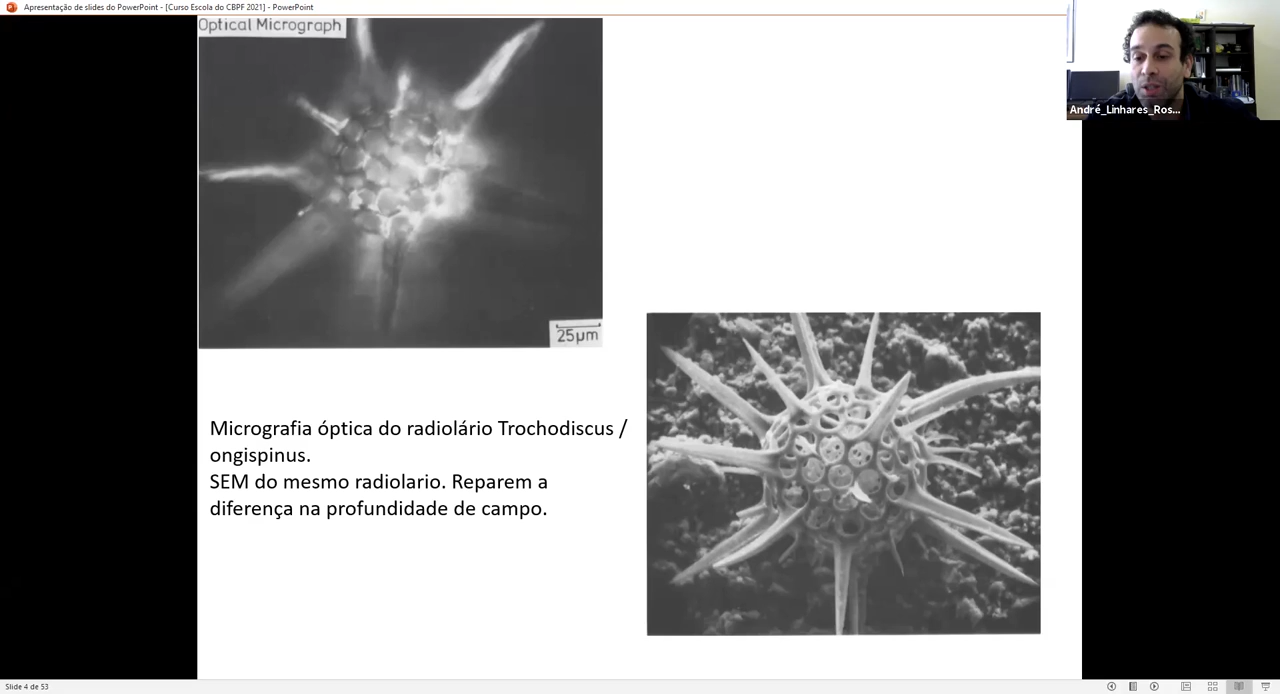 Apresentação de slides do PowerPoint - [Curso Escola do CBPF 2021] - PowerPoint
Optical Micrograph
André_Linhares_Ros...
25μm
Micrografia óptica do radiolário Trochodiscus /
ongispinus.
SEM do mesmo radiolario. Reparem a
diferença na profundidade de campo.
Slide 4 de 53